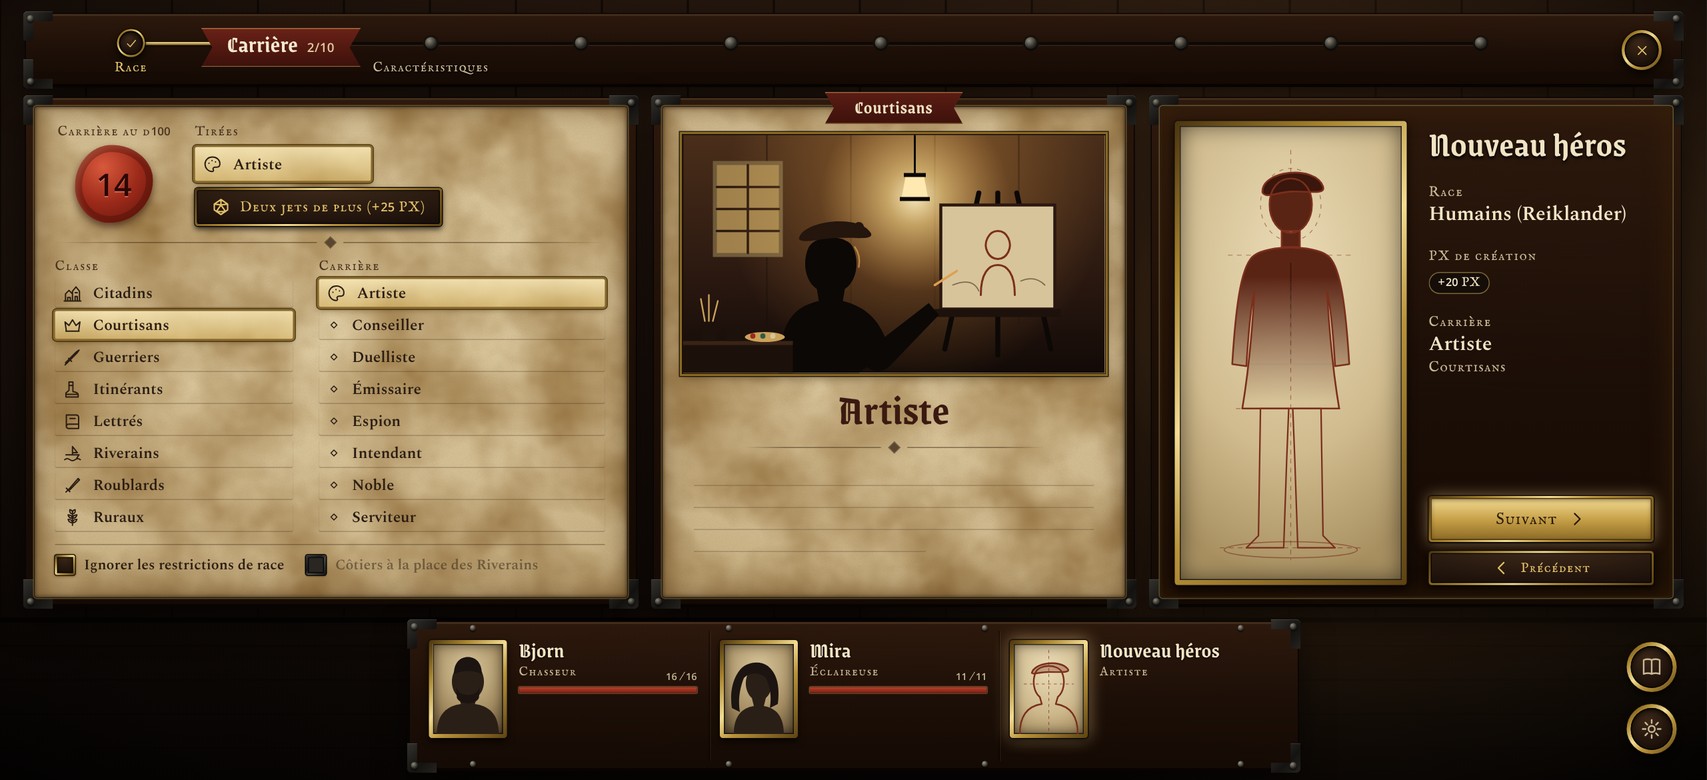 Carrière 2/10
Race
Caractéristiques
Carrière au d100
Tirées
14
Artiste
Deux jets de plus (+25 PX)
Classe
Citadins
Courtisans
Guerriers
Itinérants
Lettrés
Riverains
Roublards
Ruraux
Carrière
Artiste
Conseiller
Duelliste
Émissaire
Espion
Intendant
Noble
Serviteur
Ignorer les restrictions de race
Côtiers à la place des Riverains
Courtisans
Artiste
Nouveau héros
Race
Humains (Reiklander)
PX de création
+20 PX
Carrière
Artiste
Courtisans
Suivant
Précédent
Bjorn
Chasseur
16/16
Mira
Éclaireuse
11/11
Nouveau héros
Artiste